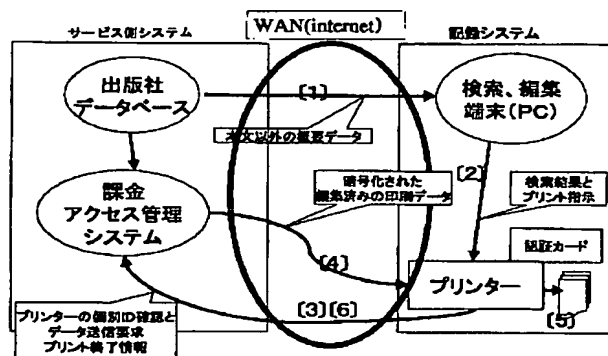 WAN(internet)
サービス側システム
記録システム
出版社
データベース
[1]
検索、編集
端末(PC)
本文以外の概要データ
[2]
課金
アクセス管理
システム
暗号化された
編集済みの印刷データ
検索結果と
プリント指示
認証カード
[4]
プリンター
[3][6]
[5]
プリンターの個別ID確認と
データ送信要求
プリント終了情報